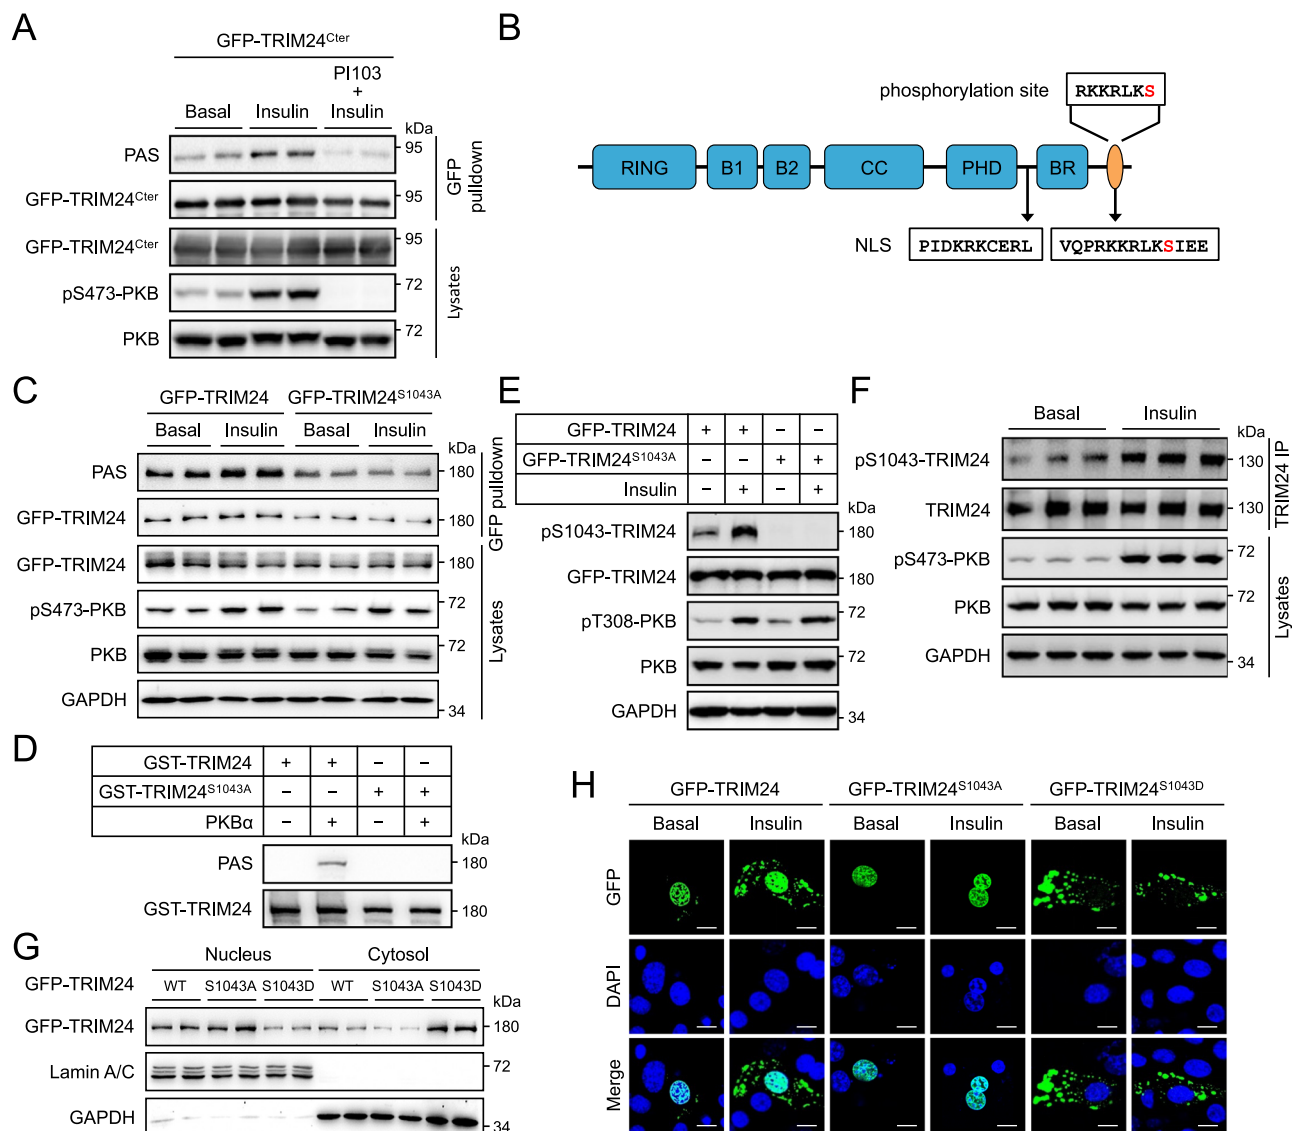 A
GFP-TRIM24Cter
PI103
+
Basal Insulin Insulin
kDa
PAS 95
GFP-TRIM24Cter 95
GFP pulldown
GFP-TRIM24Cter 95
pS473-PKB 72
PKB 72
Lysates
B
phosphorylation site RKKRLKS
RING B1 B2 CC PHD BR
NLS PIDKRKCERL VQPRKKRLKSIEE
C
GFP-TRIM24 GFP-TRIM24S1043A
Basal Insulin Basal Insulin
kDa
PAS 180
GFP-TRIM24 180
GFP pulldown
GFP-TRIM24 180
pS473-PKB 72
PKB 72
GAPDH 34
Lysates
D
GST-TRIM24 + + − −
GST-TRIM24S1043A − − + +
PKBα − + − +
kDa
PAS 180
GST-TRIM24 180
E
GFP-TRIM24 + + − −
GFP-TRIM24S1043A − − + +
Insulin − + − +
kDa
pS1043-TRIM24 180
GFP-TRIM24 180
pT308-PKB 72
PKB 72
GAPDH 34
F
Basal Insulin
kDa
pS1043-TRIM24 130
TRIM24 130
TRIM24 IP
pS473-PKB 72
PKB 72
GAPDH 34
Lysates
G
Nucleus Cytosol
GFP-TRIM24 WT S1043A S1043D WT S1043A S1043D
kDa
GFP-TRIM24 180
Lamin A/C 72
GAPDH 34
H
GFP-TRIM24 GFP-TRIM24S1043A GFP-TRIM24S1043D
Basal Insulin Basal Insulin Basal Insulin
GFP
DAPI
Merge